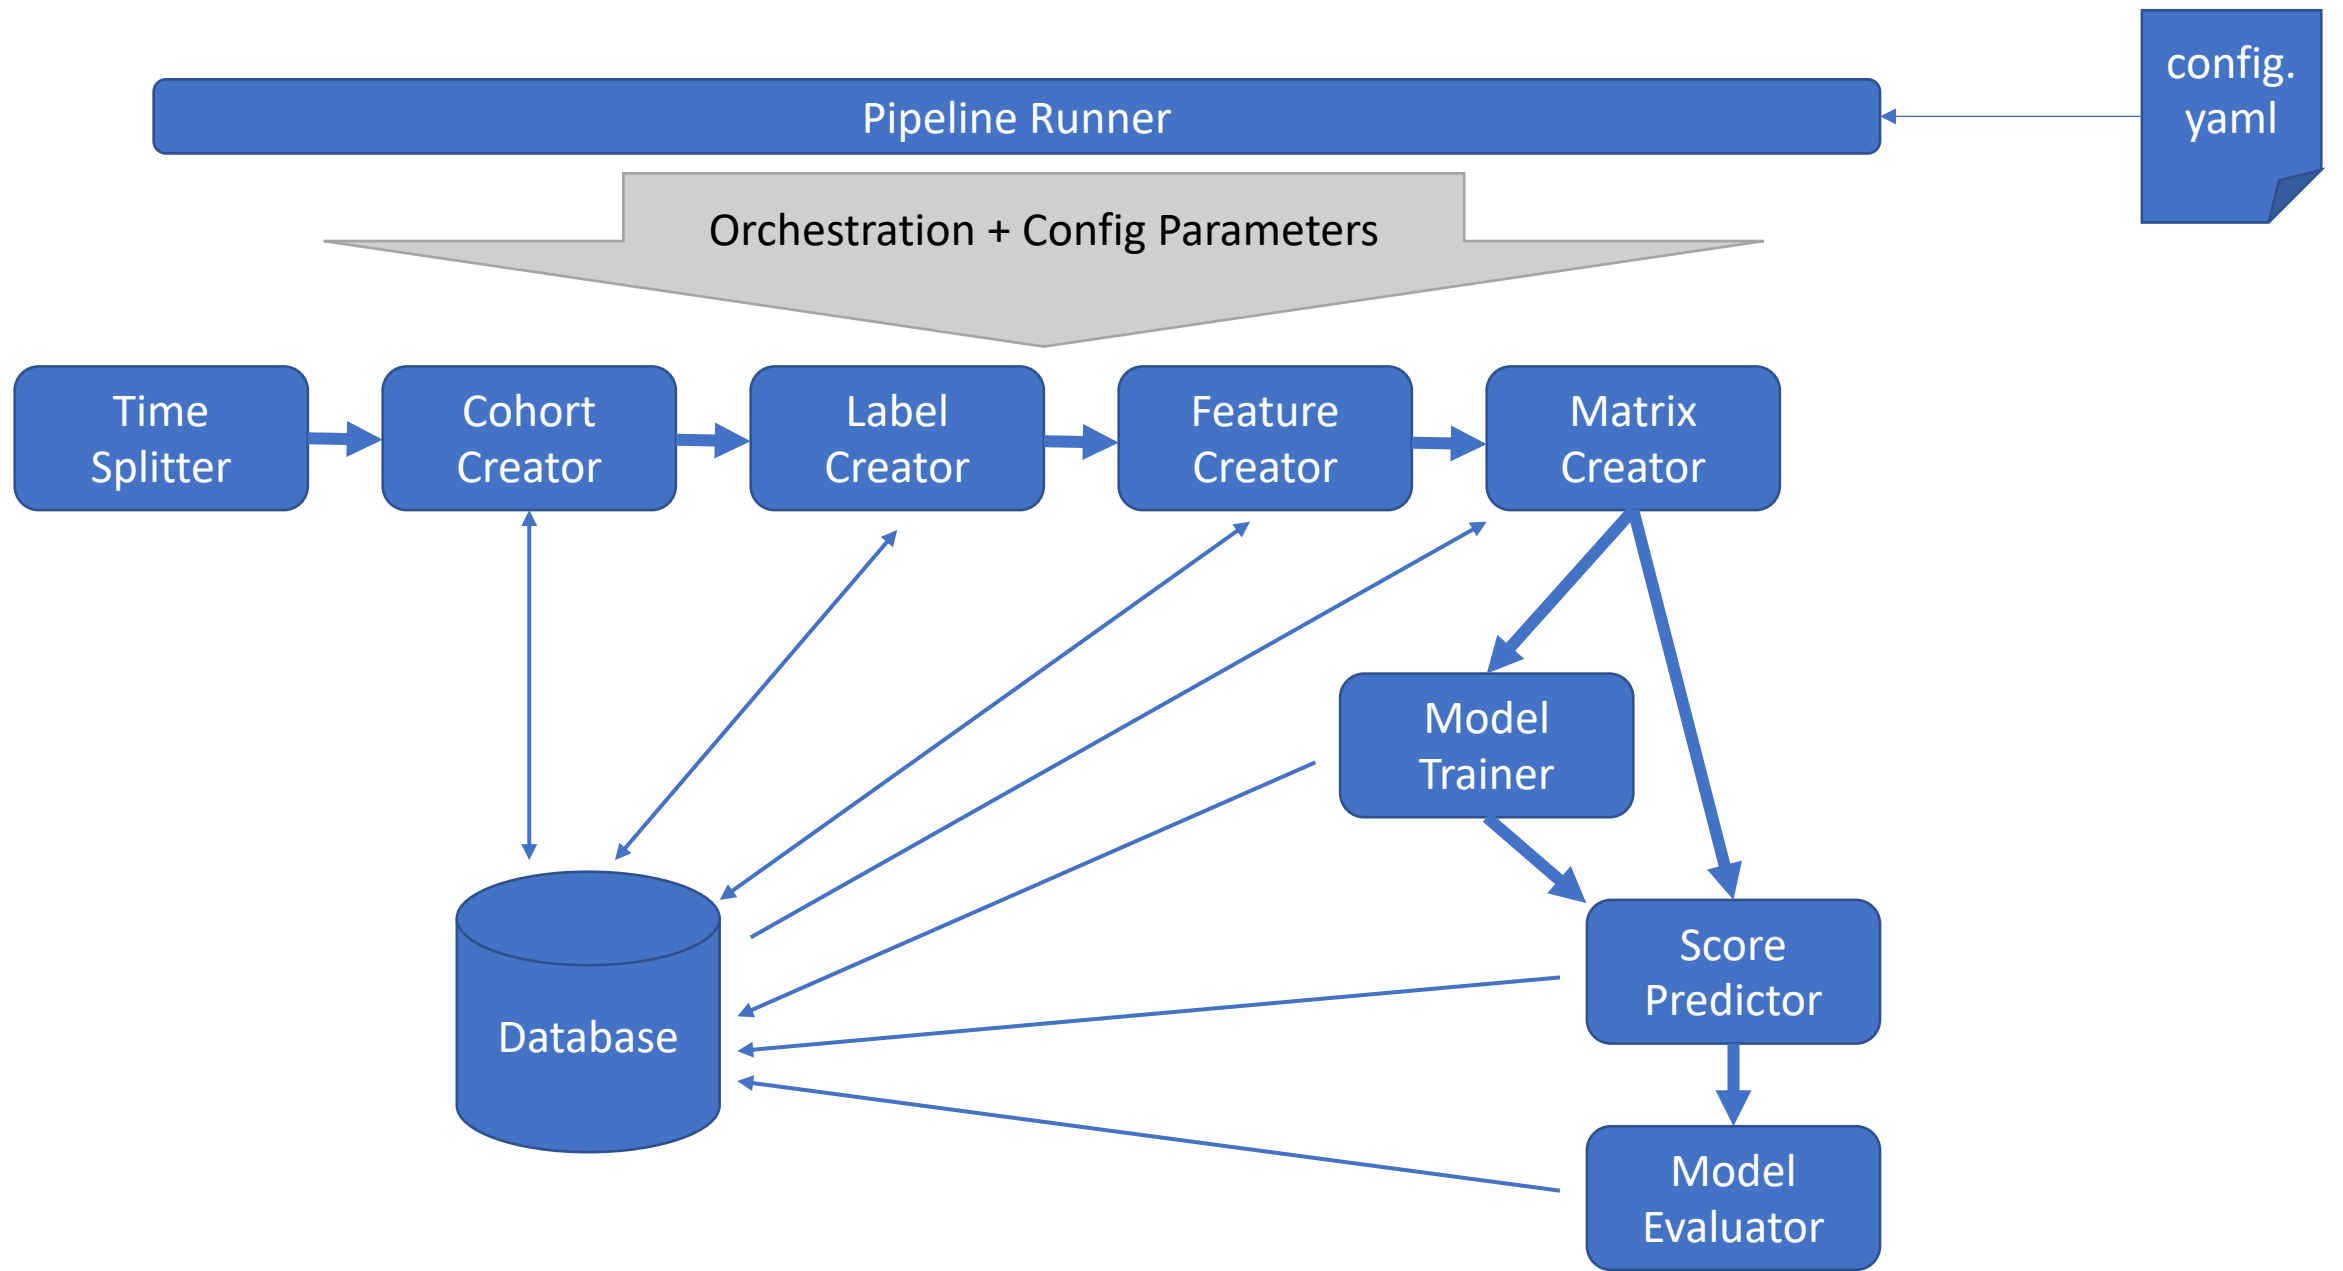 config.
yaml
Pipeline Runner
Orchestration + Config Parameters
Time
Splitter
Cohort
Creator
Label
Creator
Feature
Creator
Matrix
Creator
Model
Trainer
Score
Predictor
Database
Model
Evaluator